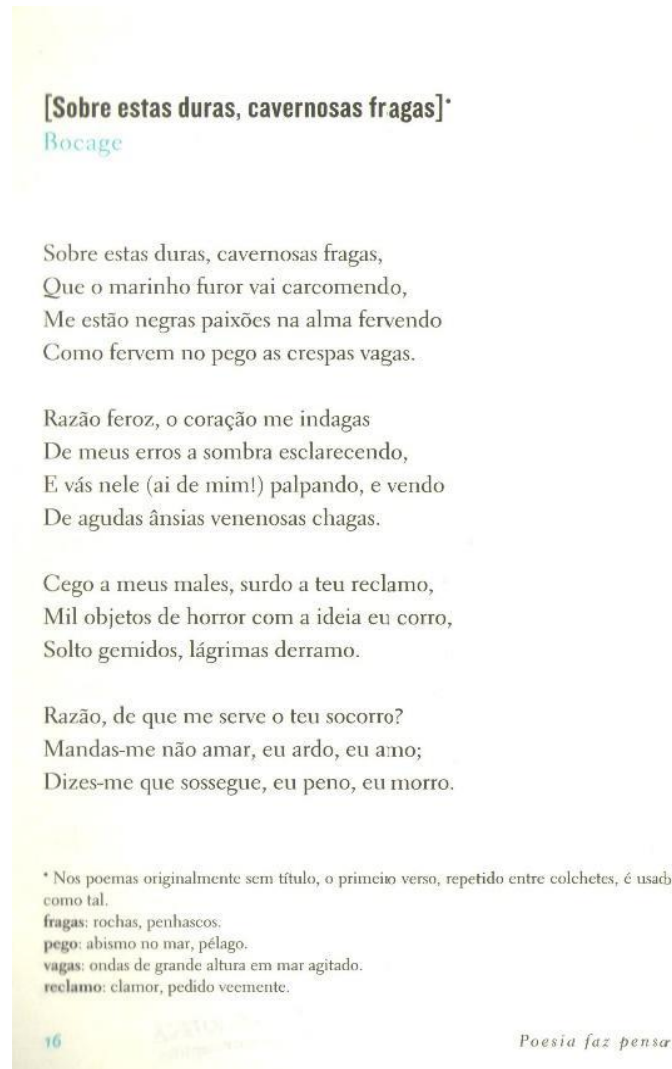 [Sobre estas duras, cavernosas fragas]*
Bocage
Sobre estas duras, cavernosas fragas,
Que o marinho furor vai carcomendo,
Me estão negras paixões na alma fervendo
Como fervem no pego as crespas vagas.
Razão feroz, o coração me indagas
De meus erros a sombra esclarecendo,
E vás nele (ai de mim!) palpando, e vendo
De agudas ânsias venenosas chagas.
Cego a meus males, surdo a teu reclamo,
Mil objetos de horror com a ideia eu corro,
Solto gemidos, lágrimas derramo.
Razão, de que me serve o teu socorro?
Mandas-me não amar, eu ardo, eu amo;
Dizes-me que sossegue, eu peno, eu morro.
* Nos poemas originalmente sem título, o primeiro verso, repetido entre colchetes, é usado
como tal.
fragas: rochas, penhascos.
pego: abismo no mar, pélago.
vagas: ondas de grande altura em mar agitado.
reclamo: clamor, pedido veemente.
16
Poesia faz pensar